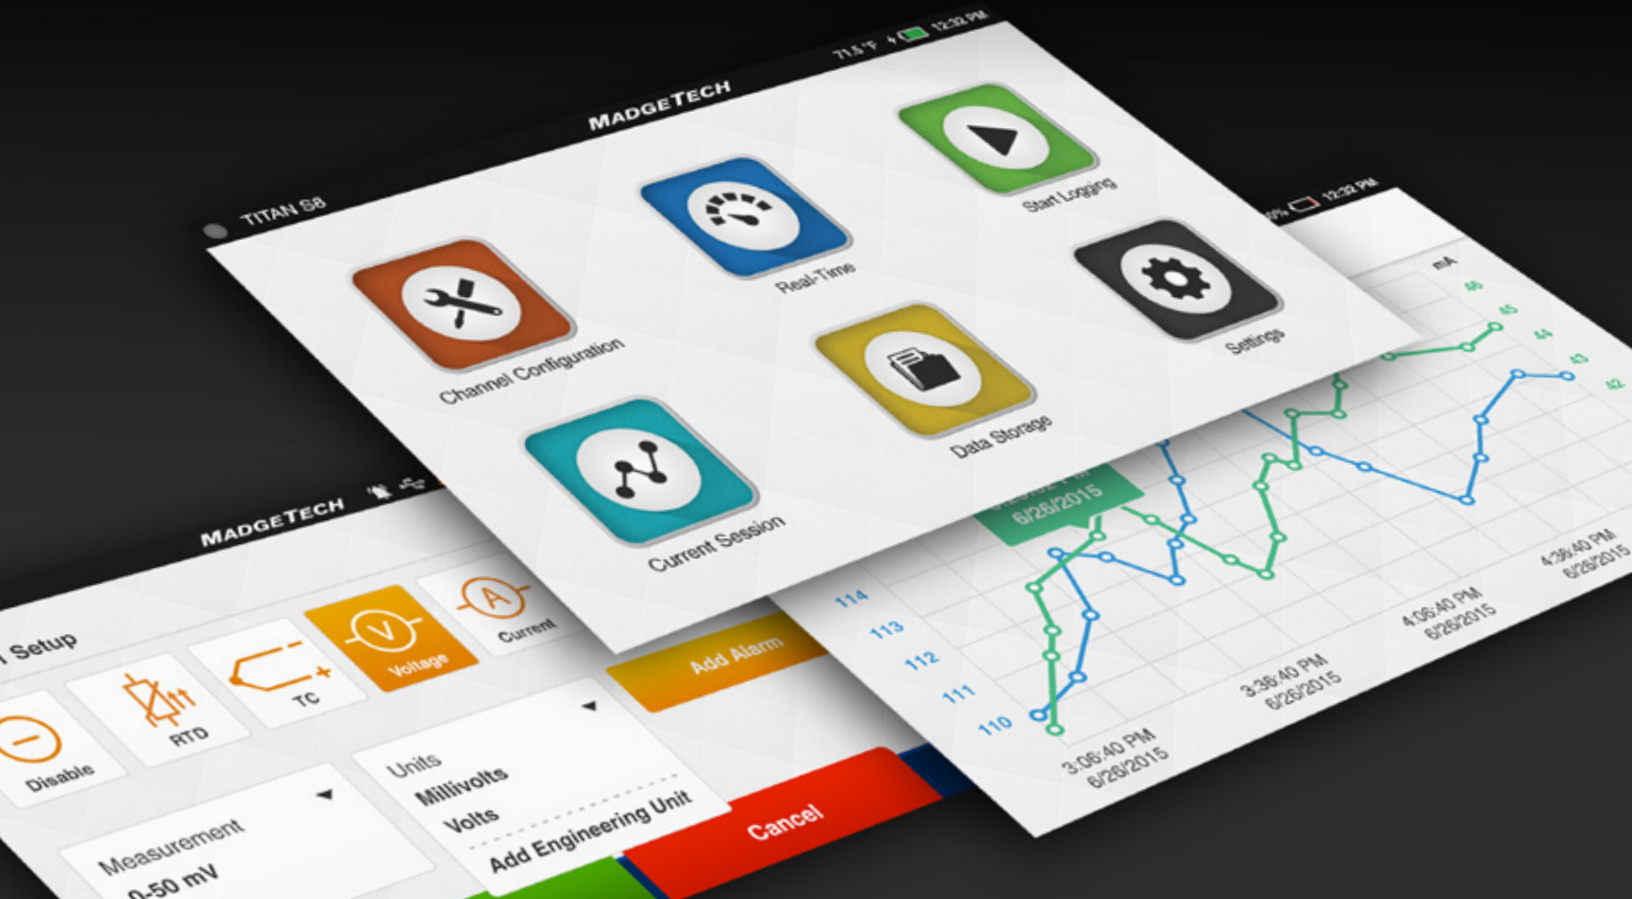 TITAN S8
MADGETECH
71.5 °F
12:32 PM
Channel Configuration
Real-Time
Start Logging
Current Session
Data Storage
Settings
MADGETECH
Setup
Disable
RTD
TC
Voltage
Current
Measurement
0-50 mV
Units
Millivolts
Volts
Add Engineering Unit
Add Alarm
Cancel
12:32 PM
mA
46
45
44
43
42
6/26/2015
114
113
112
111
110
3:06:40 PM
6/26/2015
3:36:40 PM
6/26/2015
4:06:40 PM
6/26/2015
4:36:40 PM
6/26/2015